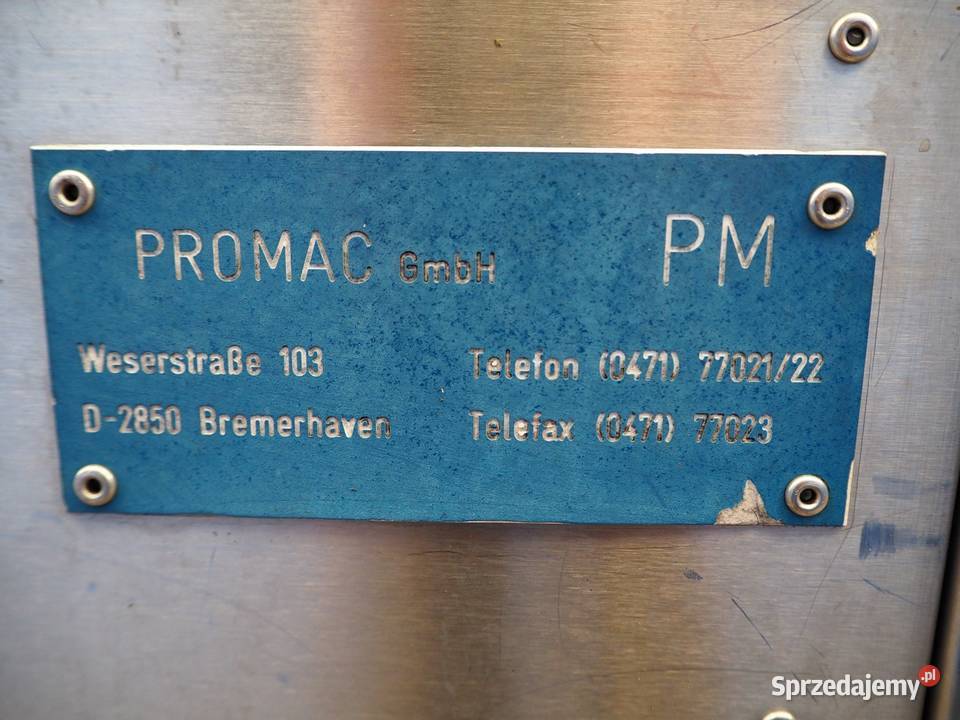 PROMAC GmbH PM
Weserstraße 103 Telefon (0471) 77021/22
D-2850 Bremerhaven Telefax (0471) 77023
Sprzedajemy.pl